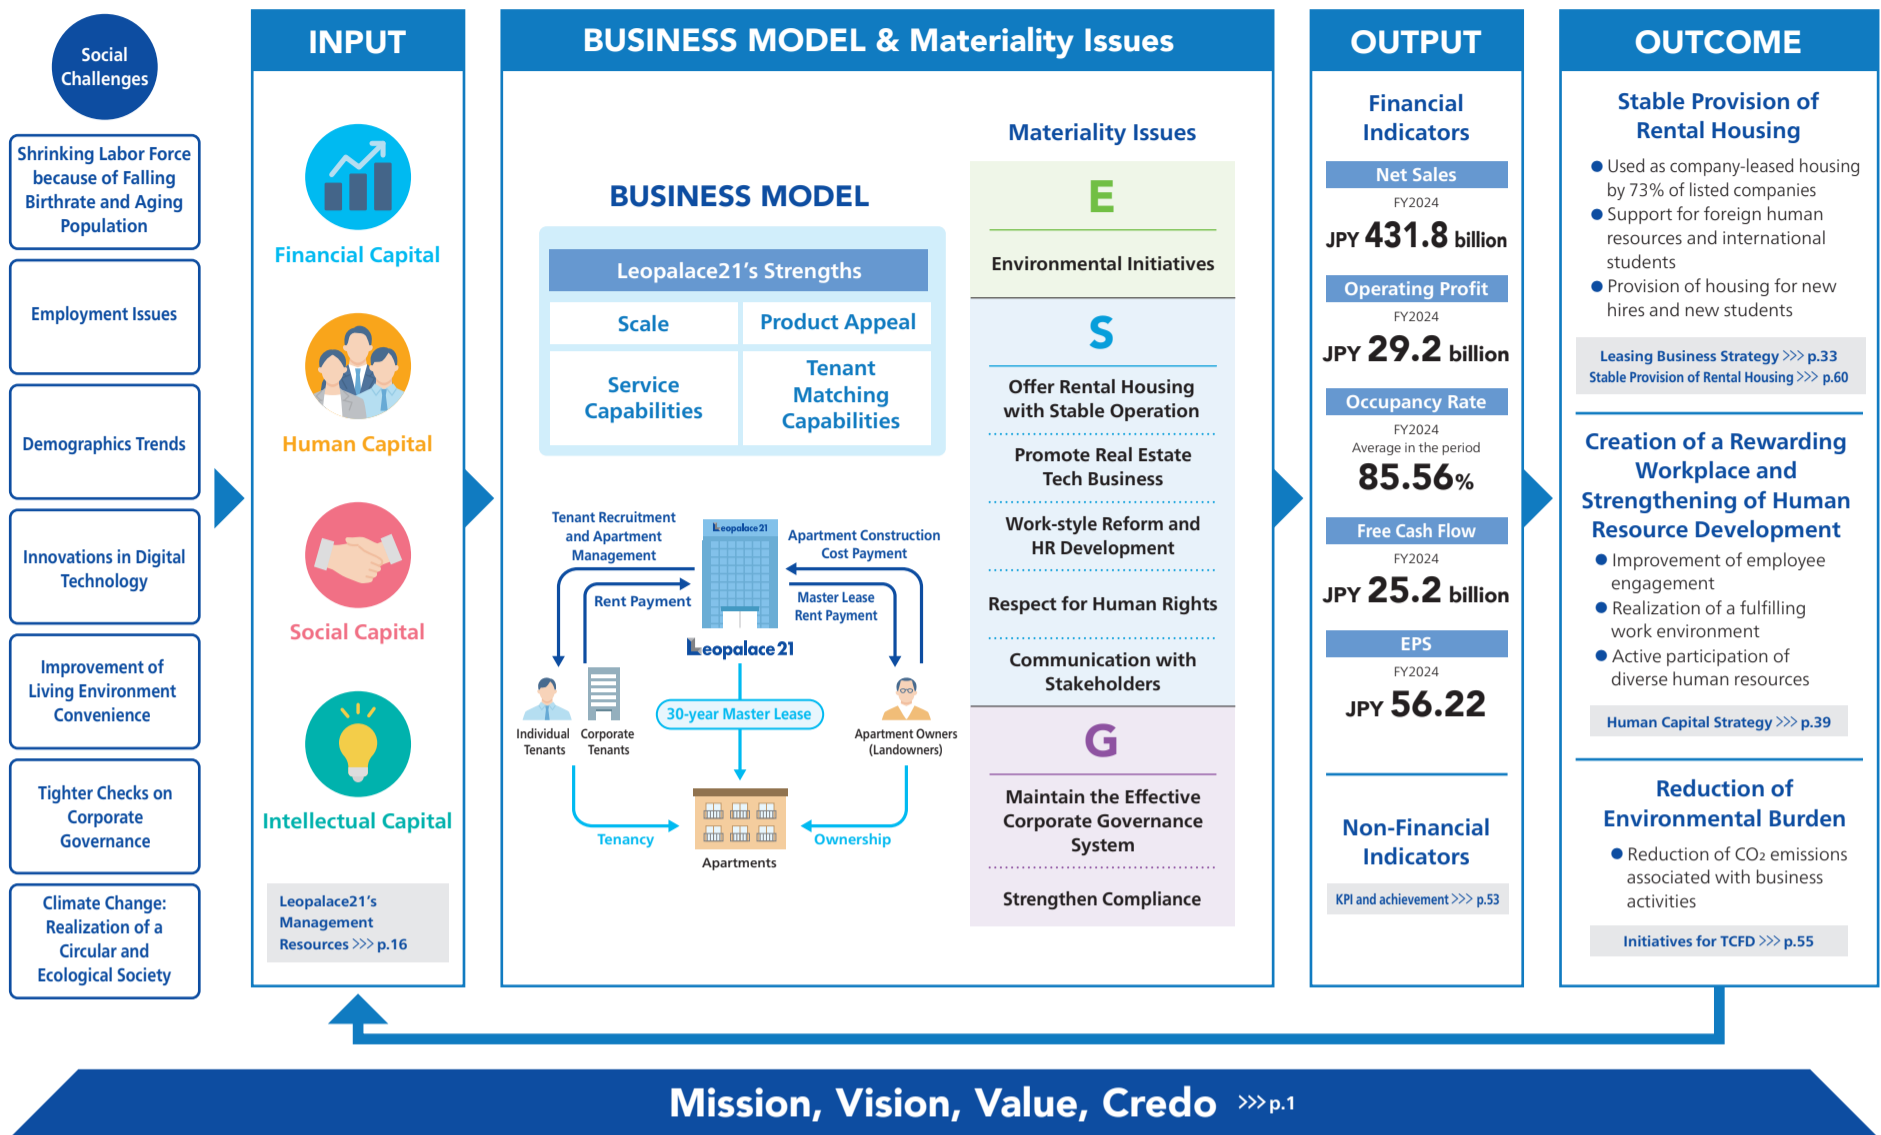 Social
Challenges
Shrinking Labor Force
because of Falling
Birthrate and Aging
Population
Employment Issues
Demographics Trends
Innovations in Digital
Technology
Improvement of
Living Environment
Convenience
Tighter Checks on
Corporate
Governance
Climate Change:
Realization of a
Circular and
Ecological Society
INPUT
Financial Capital
Human Capital
Social Capital
Intellectual Capital
Leopalace21’s
Management
Resources >>> p.16
BUSINESS MODEL & Materiality Issues
BUSINESS MODEL
Leopalace21’s Strengths
Scale
Product Appeal
Service
Capabilities
Tenant
Matching
Capabilities
Tenant Recruitment
and Apartment
Management
Rent Payment
Leopalace21
Leopalace21
Apartment Construction
Cost Payment
Master Lease
Rent Payment
Individual
Tenants
Corporate
Tenants
30-year Master Lease
Apartment Owners
(Landowners)
Tenancy
Ownership
Apartments
Materiality Issues
E
Environmental Initiatives
S
Offer Rental Housing
with Stable Operation
Promote Real Estate
Tech Business
Work-style Reform and
HR Development
Respect for Human Rights
Communication with
Stakeholders
G
Maintain the Effective
Corporate Governance
System
Strengthen Compliance
OUTPUT
Financial
Indicators
Net Sales
FY2024
JPY 431.8 billion
Operating Profit
FY2024
JPY 29.2 billion
Occupancy Rate
FY2024
Average in the period
85.56%
Free Cash Flow
FY2024
JPY 25.2 billion
EPS
FY2024
JPY 56.22
Non-Financial
Indicators
KPI and achievement >>> p.53
OUTCOME
Stable Provision of
Rental Housing
● Used as company-leased housing
by 73% of listed companies
● Support for foreign human
resources and international
students
● Provision of housing for new
hires and new students
Leasing Business Strategy >>> p.33
Stable Provision of Rental Housing >>> p.60
Creation of a Rewarding
Workplace and
Strengthening of Human
Resource Development
● Improvement of employee
engagement
● Realization of a fulfilling
work environment
● Active participation of
diverse human resources
Human Capital Strategy >>> p.39
Reduction of
Environmental Burden
● Reduction of CO₂ emissions
associated with business
activities
Initiatives for TCFD >>> p.55
Mission, Vision, Value, Credo >>> p.1